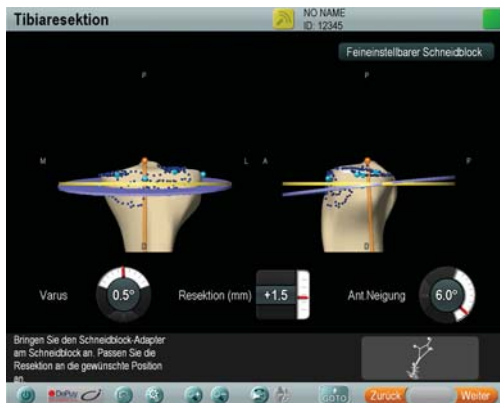 Tibiaresektion
NO NAME
ID: 12345
Feineinstellbarer Schneidblock
P
P
M
L
A
P
D
D
Varus
0.5°
Resektion (mm)
+1.5
Ant.Neigung
6.0°
Bringen Sie den Schneidblock-Adapter
am Schneidblock an. Passen Sie die
Resektion an die gewünschte Position
an.
DePuy
GOTO
Zurück
Weiter